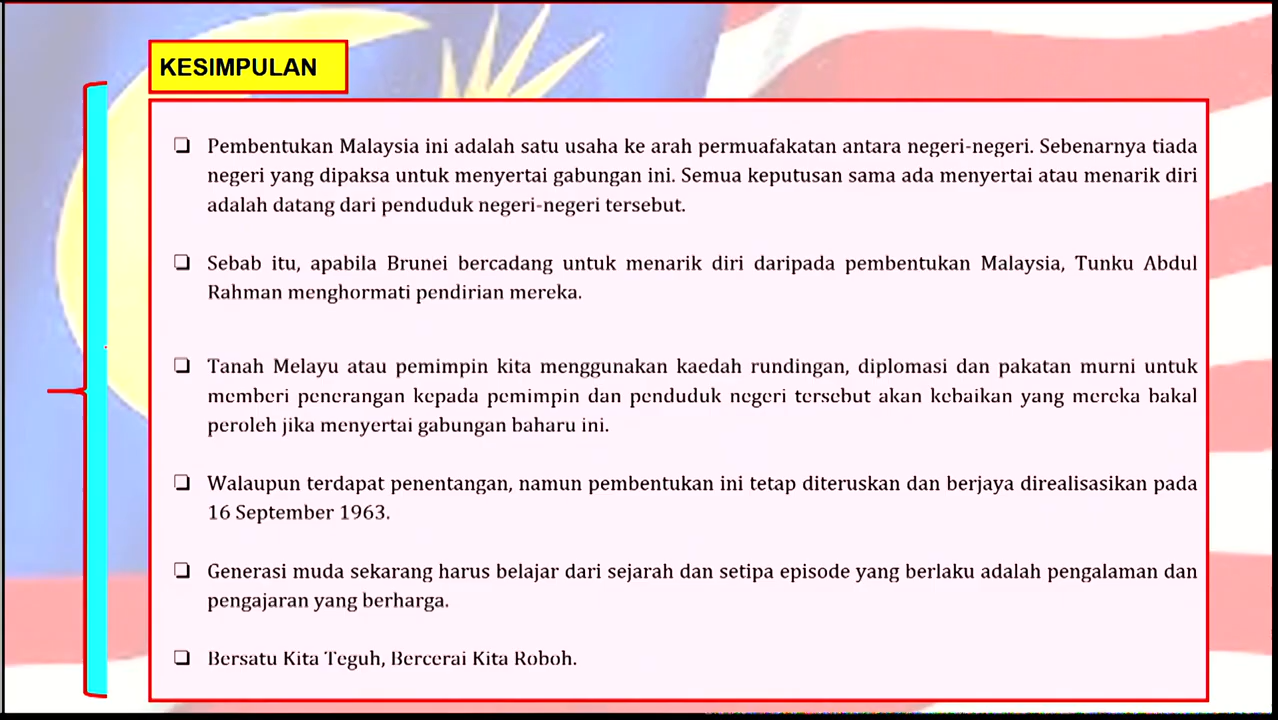 KESIMPULAN
❑ Pembentukan Malaysia ini adalah satu usaha ke arah permuafakatan antara negeri-negeri. Sebenarnya tiada
negeri yang dipaksa untuk menyertai gabungan ini. Semua keputusan sama ada menyertai atau menarik diri
adalah datang dari penduduk negeri-negeri tersebut.
❑ Sebab itu, apabila Brunei bercadang untuk menarik diri daripada pembentukan Malaysia, Tunku Abdul
Rahman menghormati pendirian mereka.
❑ Tanah Melayu atau pemimpin kita menggunakan kaedah rundingan, diplomasi dan pakatan murni untuk
memberi penerangan kepada pemimpin dan penduduk negeri tersebut akan kebaikan yang mereka bakal
peroleh jika menyertai gabungan baharu ini.
❑ Walaupun terdapat penentangan, namun pembentukan ini tetap diteruskan dan berjaya direalisasikan pada
16 September 1963.
❑ Generasi muda sekarang harus belajar dari sejarah dan setipa episode yang berlaku adalah pengalaman dan
pengajaran yang berharga.
❑ Bersatu Kita Teguh, Bercerai Kita Roboh.